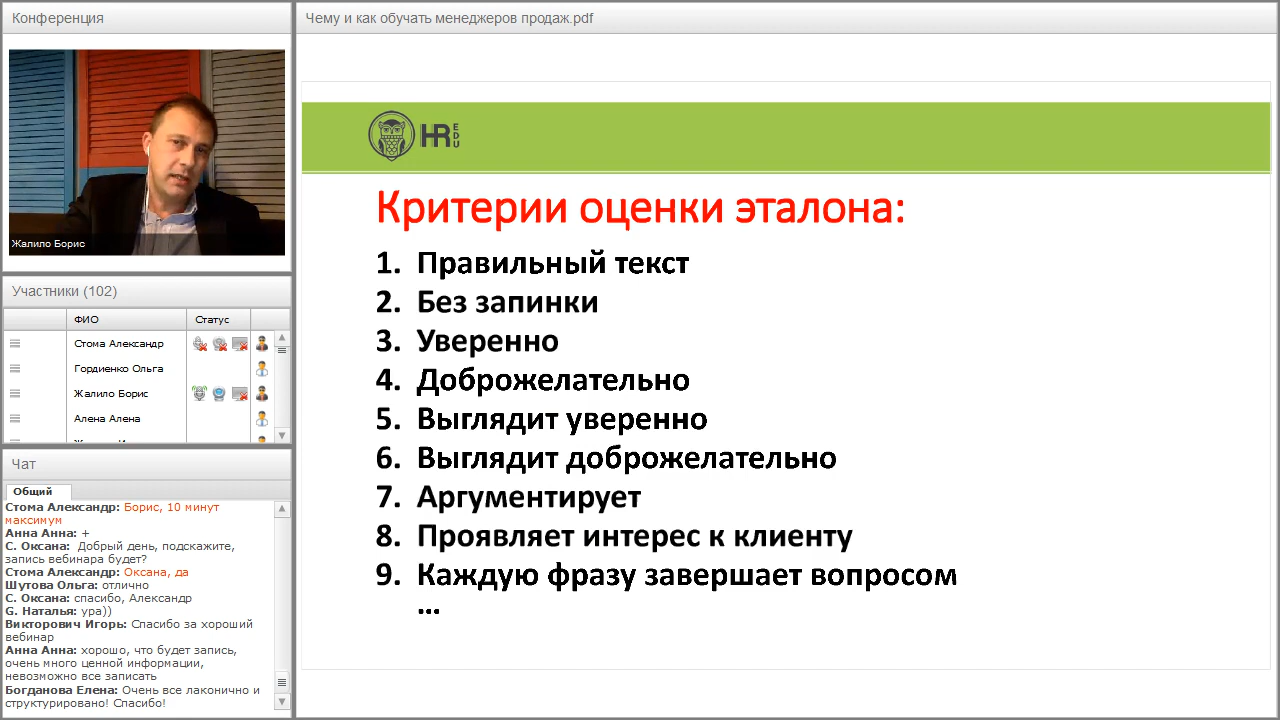 Конференция
Жалило Борис
Участники (102)
ФИО Статус
Стома Александр
Гордиенко Ольга
Жалило Борис
Алена Алена
Чат
Общий
Стома Александр: Борис, 10 минут
максимум
Анна Анна: +
С. Оксана: Добрый день, подскажите,
запись вебинара будет?
Стома Александр: Оксана, да
Шутова Ольга: отлично
С. Оксана: спасибо, Александр
G. Наталья: ура))
Викторович Игорь: Спасибо за хороший
вебинар
Анна Анна: хорошо, что будет запись,
очень много ценной информации,
невозможно все записать
Богданова Елена: Очень все лаконично и
структурировано! Спасибо!
Чему и как обучать менеджеров продаж.pdf
HR EDU
Критерии оценки эталона:
1. Правильный текст
2. Без запинки
3. Уверенно
4. Доброжелательно
5. Выглядит уверенно
6. Выглядит доброжелательно
7. Аргументирует
8. Проявляет интерес к клиенту
9. Каждую фразу завершает вопросом
...